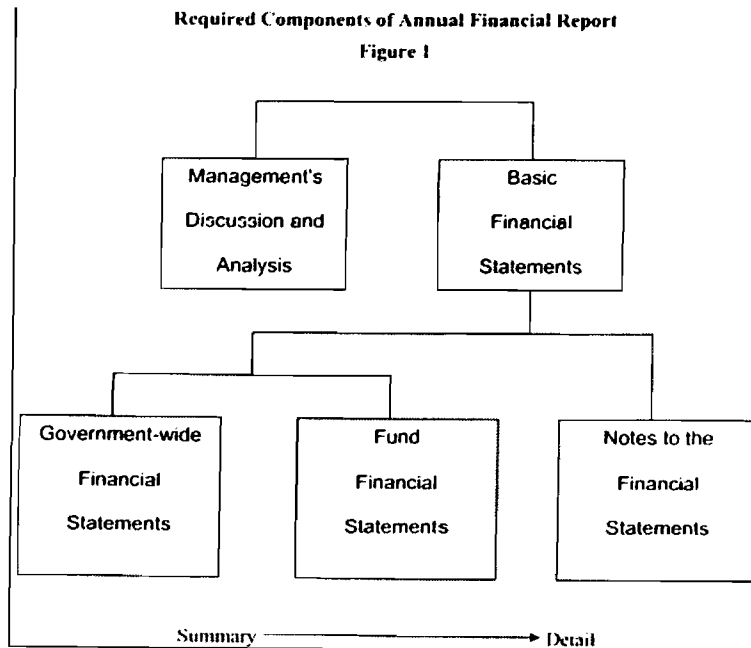 Required Components of Annual Financial Report
Figure 1
Management's
Discussion and
Analysis
Basic
Financial
Statements
Government-wide
Financial
Statements
Fund
Financial
Statements
Notes to the
Financial
Statements
Summary
Detail